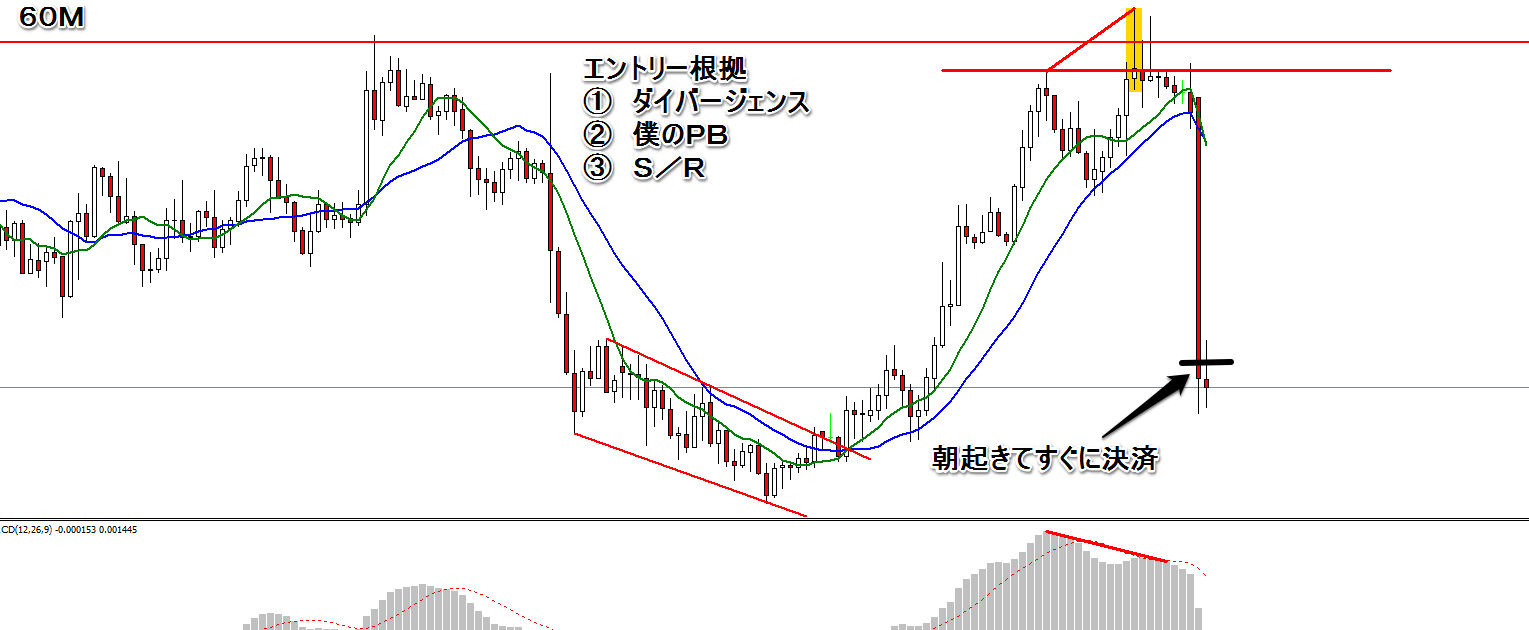 60M
エントリー根拠
① ダイバージェンス
② 僕のPB
③ S／R
朝起きてすぐに決済
CD(12,26,9) -0.000153 0.001445